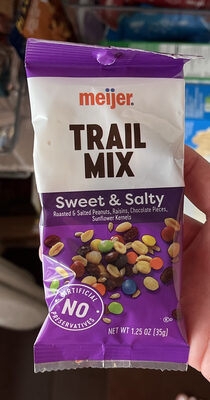 meijer.
TRAIL
MIX
Sweet & Salty
Roasted & Salted Peanuts, Raisins, Chocolate Pieces,
Sunflower Kernels
ARTIFICIAL
NO
PRESERVATIVES
NET WT 1.25 OZ (35g)